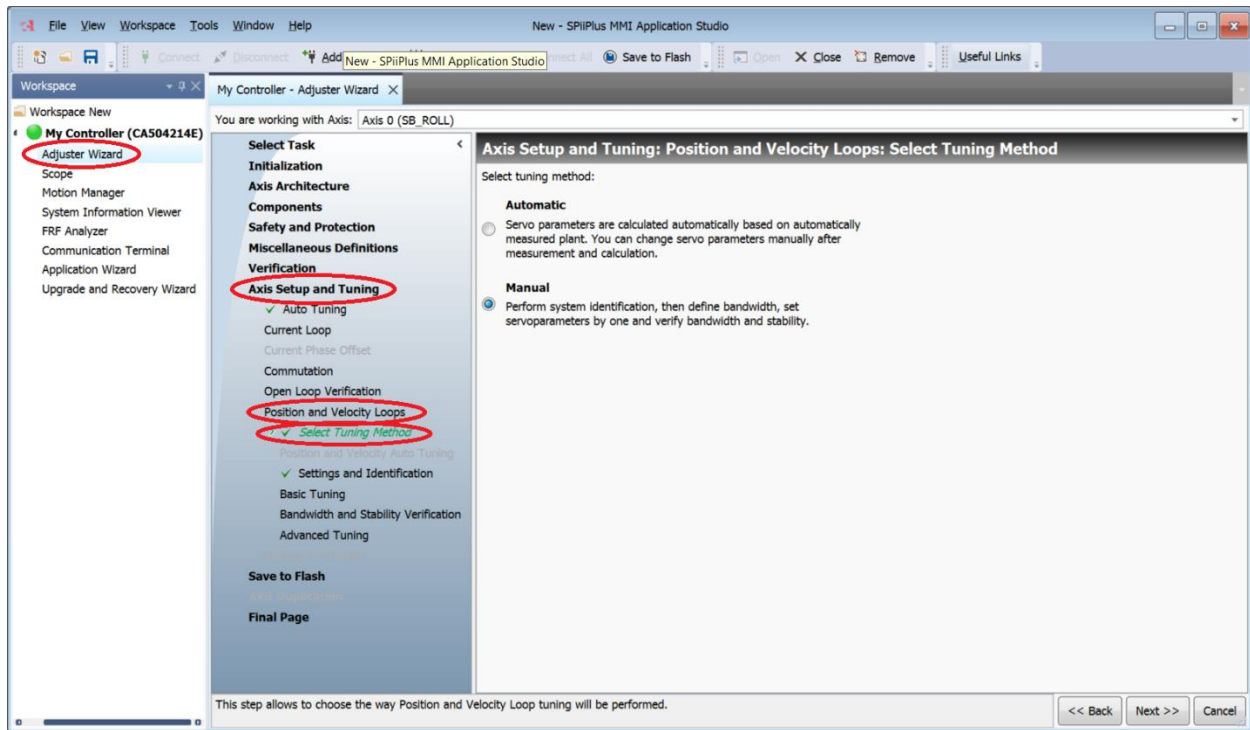 File View Workspace Tools Window Help
New - SPiiPlus MMI Application Studio
Connect Disconnect Add
New - SPiiPlus MMI Application Studio
nnect All Save to Flash Open Close Remove Useful Links
Workspace
My Controller - Adjuster Wizard
Workspace New
My Controller (CA504214E)
Adjuster Wizard
Scope
Motion Manager
System Information Viewer
FRF Analyzer
Communication Terminal
Application Wizard
Upgrade and Recovery Wizard
You are working with Axis: Axis 0 (SB_ROLL)
Select Task
Initialization
Axis Architecture
Components
Safety and Protection
Miscellaneous Definitions
Verification
Axis Setup and Tuning
Auto Tuning
Current Loop
Current Phase Offset
Commutation
Open Loop Verification
Position and Velocity Loops
Select Tuning Method
Position and Velocity Auto Tuning
Settings and Identification
Basic Tuning
Bandwidth and Stability Verification
Advanced Tuning
Save to Flash
Axis Duplication
Final Page
Axis Setup and Tuning: Position and Velocity Loops: Select Tuning Method
Select tuning method:
Automatic
Servo parameters are calculated automatically based on automatically
measured plant. You can change servo parameters manually after
measurement and calculation.
Manual
Perform system identification, then define bandwidth, set
servoparameters by one and verify bandwidth and stability.
This step allows to choose the way Position and Velocity Loop tuning will be performed.
<< Back Next >> Cancel